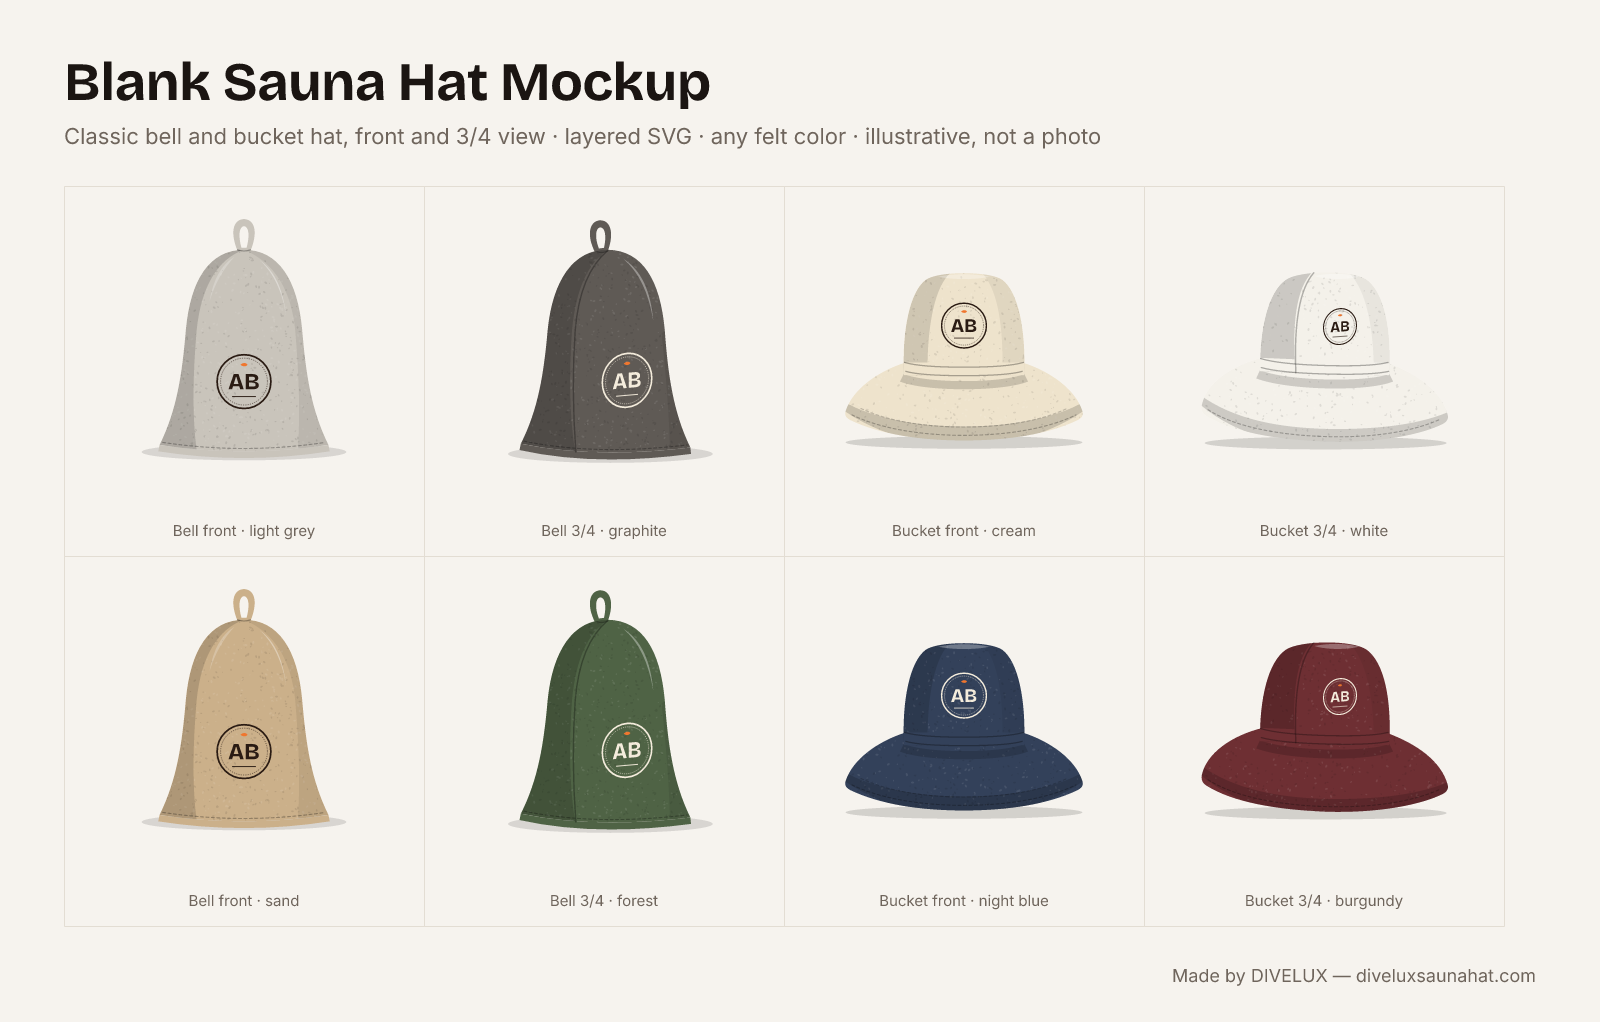 Blank Sauna Hat Mockup
Classic bell and bucket hat, front and 3/4 view · layered SVG · any felt color · illustrative, not a photo
AB
AB
AB
AB
Bell front · light grey
Bell 3/4 · graphite
Bucket front · cream
Bucket 3/4 · white
AB
AB
AB
AB
Bell front · sand
Bell 3/4 · forest
Bucket front · night blue
Bucket 3/4 · burgundy
Made by DIVELUX — diveluxsaunahat.com